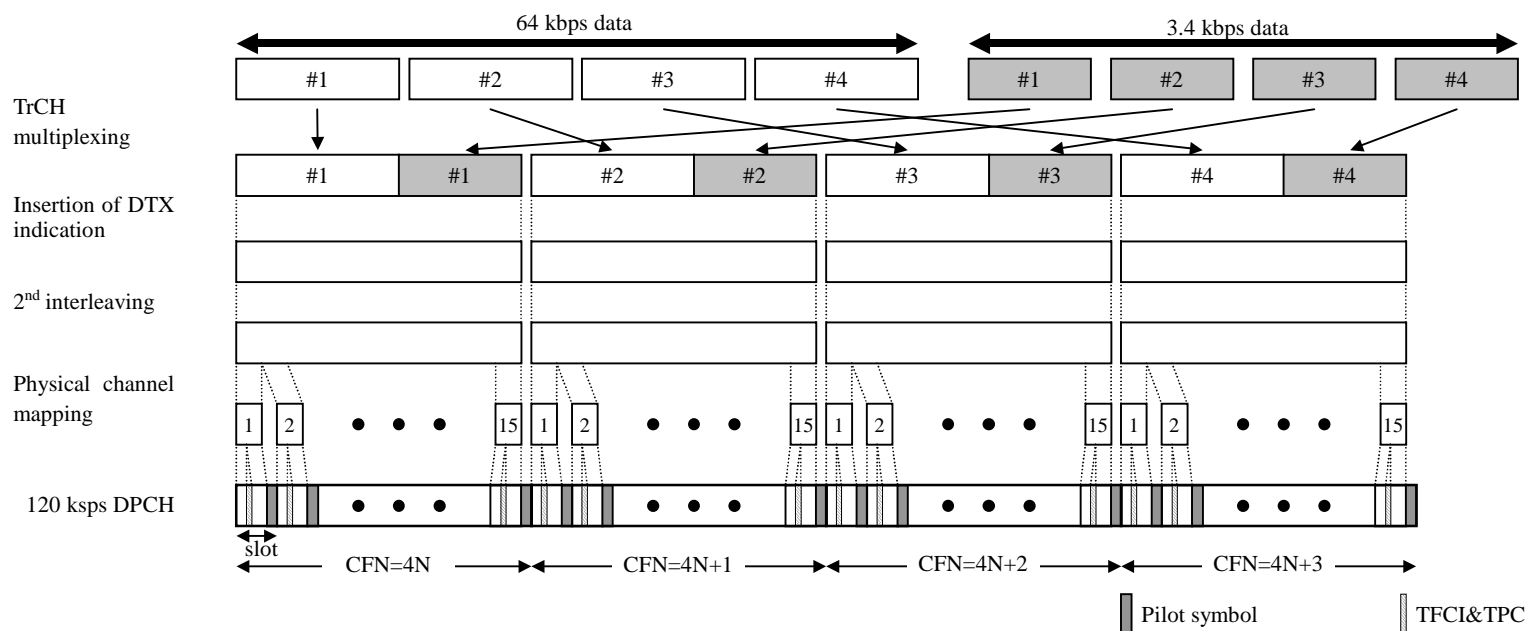 64 kbps data
3.4 kbps data
#1 #2 #3 #4 #1 #2 #3 #4
TrCH
multiplexing
#1 #1 #2 #2 #3 #3 #4 #4
Insertion of DTX
indication
2nd interleaving
Physical channel
mapping
1 2 15 1 2 15 1 2 15 1 2 15
120 ksps DPCH
slot
CFN=4N CFN=4N+1 CFN=4N+2 CFN=4N+3
Pilot symbol
TFCI&TPC